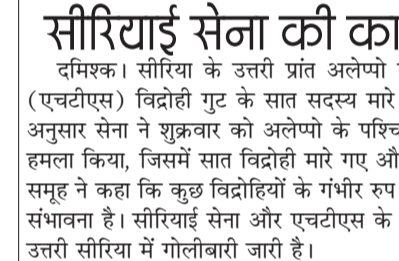 सीरियाई सेना की का
दमिश्क। सीरिया के उत्तरी प्रांत अलेप्पो
(एचटीएस) विद्रोही गुट के सात सदस्य मारे
अनुसार सेना ने शुक्रवार को अलेप्पो के पश्चि
हमला किया, जिसमें सात विद्रोही मारे गए औ
समूह ने कहा कि कुछ विद्रोहियों के गंभीर रुप
संभावना है। सीरियाई सेना और एचटीएस के
उत्तरी सीरिया में गोलीबारी जारी है।